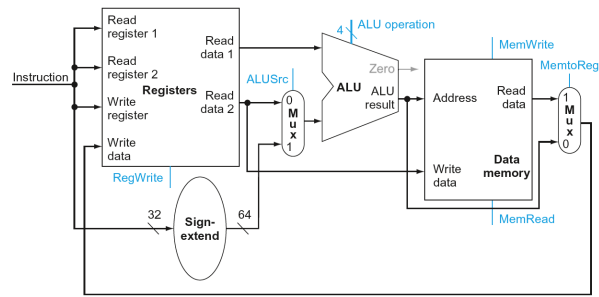 Instruction
Read
register 1
Read
register 2
Write
register
Write
data
Registers
Read
data 1
Read
data 2
RegWrite
32
Sign-
extend
64
ALUSrc
0
M
u
x
1
4
ALU operation
Zero
ALU
ALU
result
MemWrite
Address
Read
data
Write
data
Data
memory
MemRead
MemtoReg
1
M
u
x
0